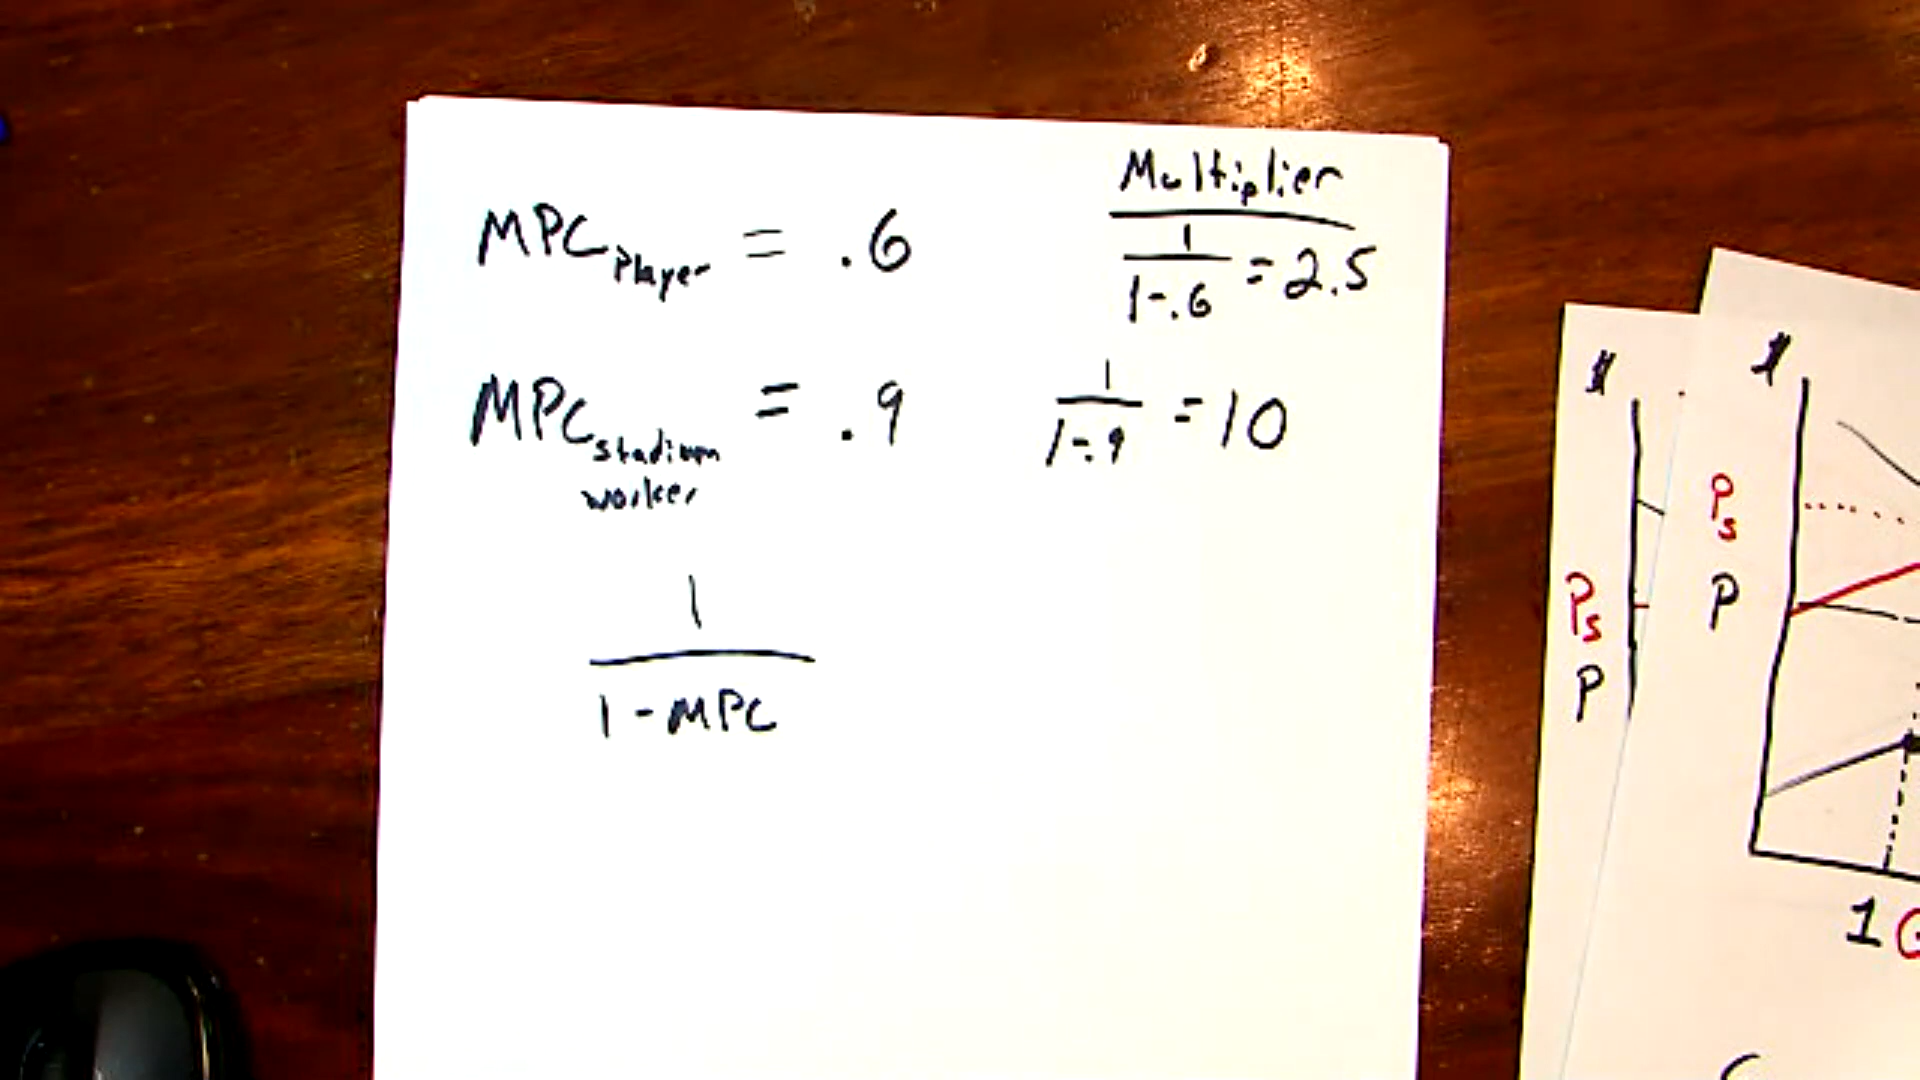 MPC Player = .6
Multiplier
1
1-.6 = 2.5
MPC stadium worker = .9
1
1-.9 = 10
1
1 - MPC
$
Ps
P
$
Ps
P
1